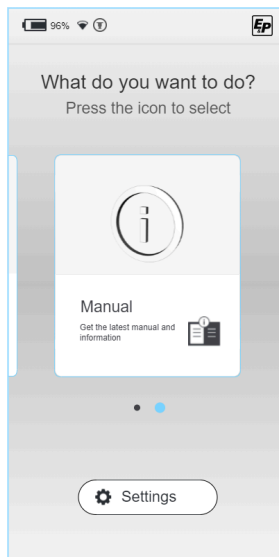 96%
EP
What do you want to do?
Press the icon to select
i
Manual
Get the latest manual and
information
Settings